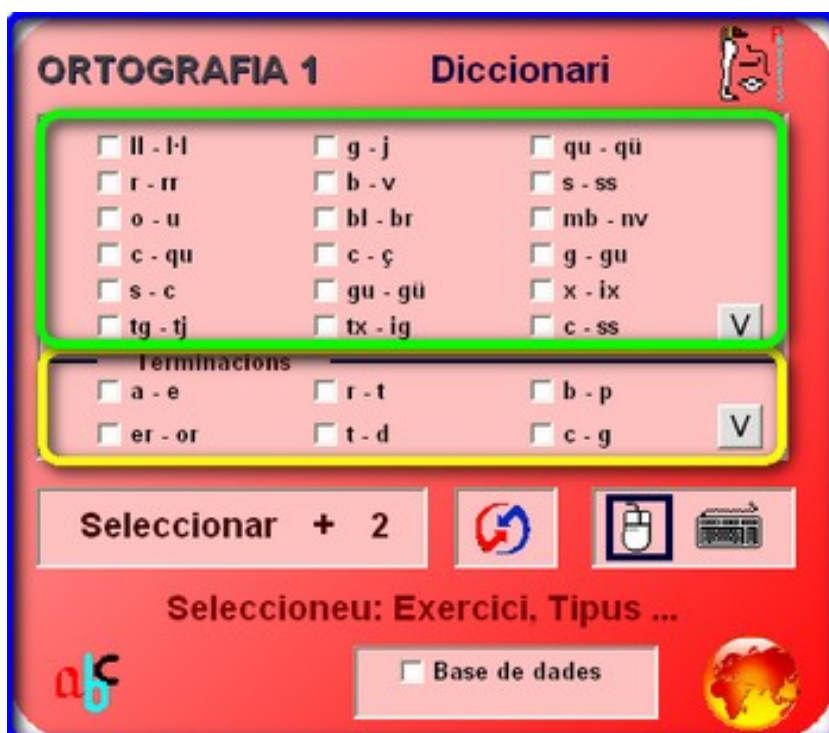 ORTOGRAFIA 1 Diccionari
ll - l·l g - j qu - qü
r - rr b - v s - ss
o - u bl - br mb - nv
c - qu c - ç g - gu
s - c gu - gü x - ix
tg - tj tx - ig c - ss V
Terminacions
a - e r - t b - p
er - or t - d c - g V
Seleccionar + 2
Seleccioneu: Exercici, Tipus ...
abc Base de dades